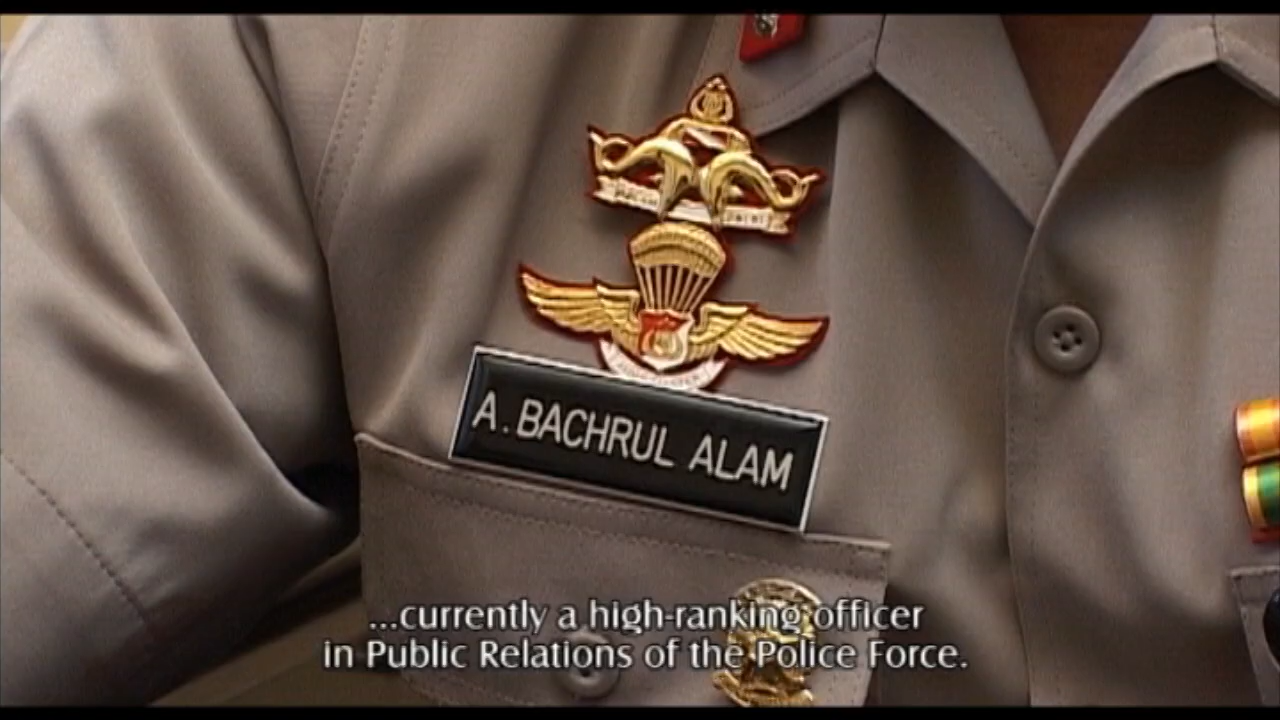 A. BACHRUL ALAM
...currently a high-ranking officer
in Public Relations of the Police Force.